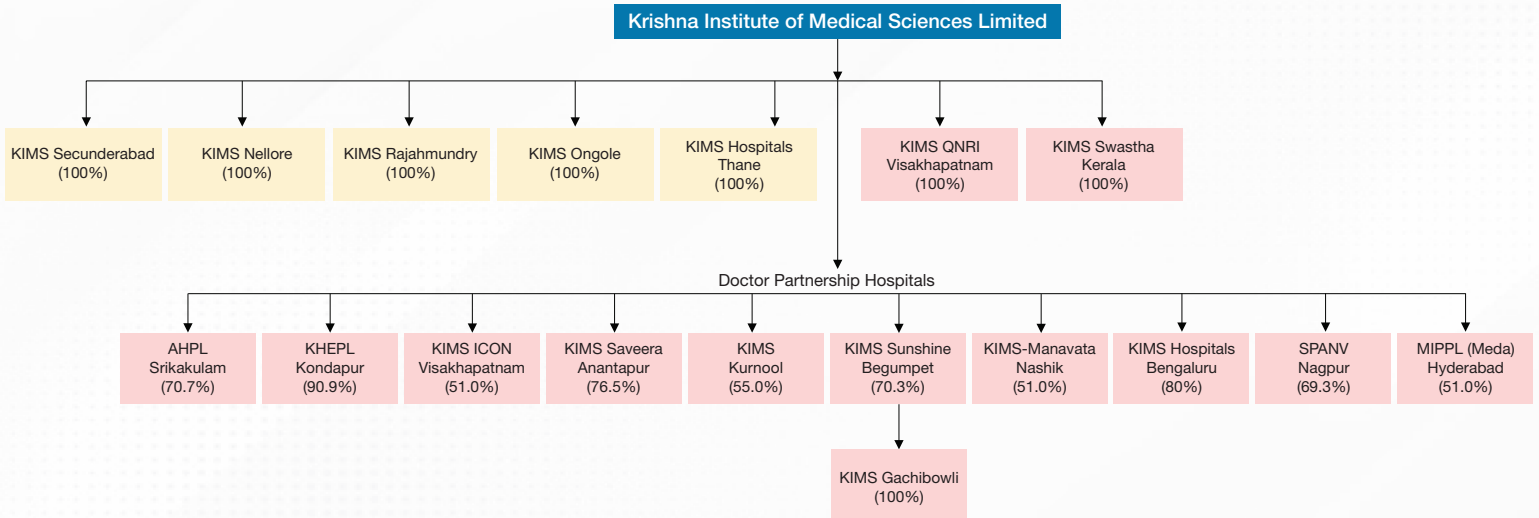 Krishna Institute of Medical Sciences Limited
KIMS Secunderabad
(100%)
KIMS Nellore
(100%)
KIMS Rajahmundry
(100%)
KIMS Ongole
(100%)
KIMS Hospitals
Thane
(100%)
KIMS QNRI
Visakhapatnam
(100%)
KIMS Swastha
Kerala
(100%)
Doctor Partnership Hospitals
AHPL
Srikakulam
(70.7%)
KHEPL
Kondapur
(90.9%)
KIMS ICON
Visakhapatnam
(51.0%)
KIMS Saveera
Anantapur
(76.5%)
KIMS
Kurnool
(55.0%)
KIMS Sunshine
Begumpet
(70.3%)
KIMS-Manavata
Nashik
(51.0%)
KIMS Hospitals
Bengaluru
(80%)
SPANV
Nagpur
(69.3%)
MIPPL (Meda)
Hyderabad
(51.0%)
KIMS Gachibowli
(100%)